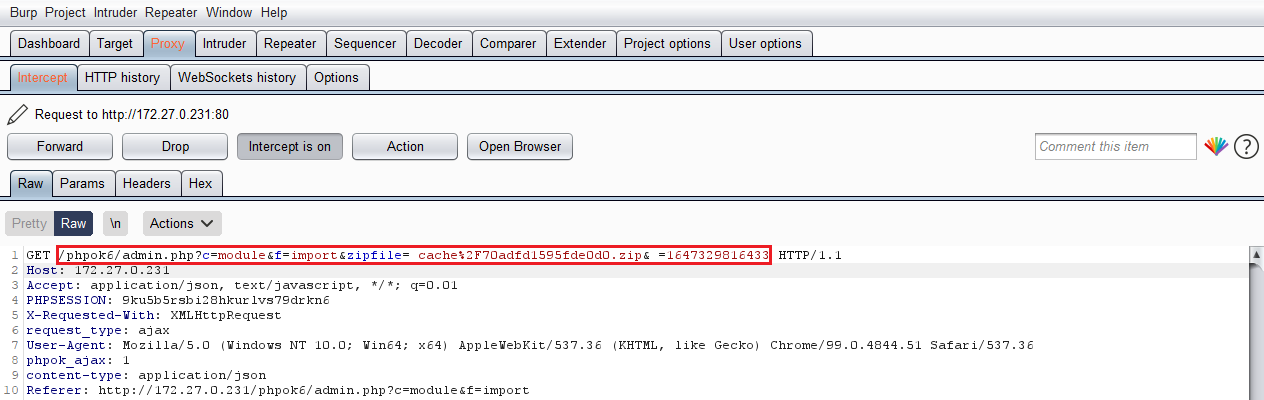 Burp Project Intruder Repeater Window Help
Dashboard Target Proxy Intruder Repeater Sequencer Decoder Comparer Extender Project options User options
Intercept HTTP history WebSockets history Options
Request to http://172.27.0.231:80
Forward Drop Intercept is on Action Open Browser Comment this item ?
Raw Params Headers Hex
Pretty Raw \n Actions
1 GET /phpok6/admin.php?c=module&f=import&zipfile=_cache%2F70adfd1595fde0d0.zip&_=1647329816433 HTTP/1.1
2 Host: 172.27.0.231
3 Accept: application/json, text/javascript, */*; q=0.01
4 PHPSESSION: 9ku5b5rsbi28hkurlvs79drkn6
5 X-Requested-With: XMLHttpRequest
6 request_type: ajax
7 User-Agent: Mozilla/5.0 (Windows NT 10.0; Win64; x64) AppleWebKit/537.36 (KHTML, like Gecko) Chrome/99.0.4844.51 Safari/537.36
8 phpok_ajax: 1
9 content-type: application/json
10 Referer: http://172.27.0.231/phpok6/admin.php?c=module&f=import